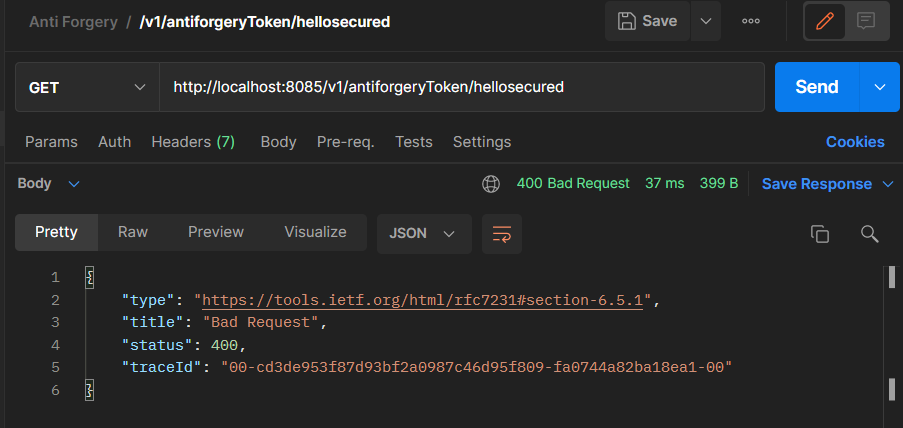 Anti Forgery / /v1/antiforgeryToken/hellosecured Save
GET http://localhost:8085/v1/antiforgeryToken/hellosecured Send
Params Auth Headers (7) Body Pre-req. Tests Settings Cookies
Body 400 Bad Request 37 ms 399 B Save Response
Pretty Raw Preview Visualize JSON
1 {
2 "type": "https://tools.ietf.org/html/rfc7231#section-6.5.1",
3 "title": "Bad Request",
4 "status": 400,
5 "traceId": "00-cd3de953f87d93bf2a0987c46d95f809-fa0744a82ba18ea1-00"
6 }